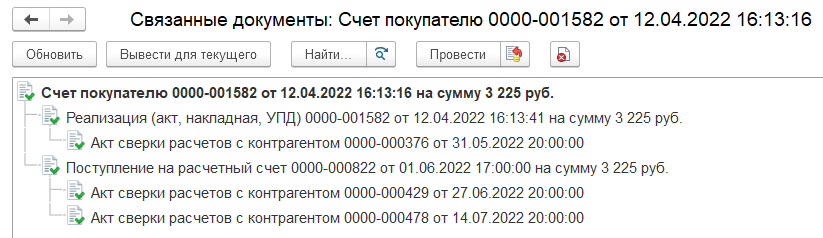 Связанные документы: Счет покупателю 0000-001582 от 12.04.2022 16:13:16
Обновить Вывести для текущего Найти... Провести
Счет покупателю 0000-001582 от 12.04.2022 16:13:16 на сумму 3 225 руб.
Реализация (акт, накладная, УПД) 0000-001582 от 12.04.2022 16:13:41 на сумму 3 225 руб.
Акт сверки расчетов с контрагентом 0000-000376 от 31.05.2022 20:00:00
Поступление на расчетный счет 0000-000822 от 01.06.2022 17:00:00 на сумму 3 225 руб.
Акт сверки расчетов с контрагентом 0000-000429 от 27.06.2022 20:00:00
Акт сверки расчетов с контрагентом 0000-000478 от 14.07.2022 20:00:00